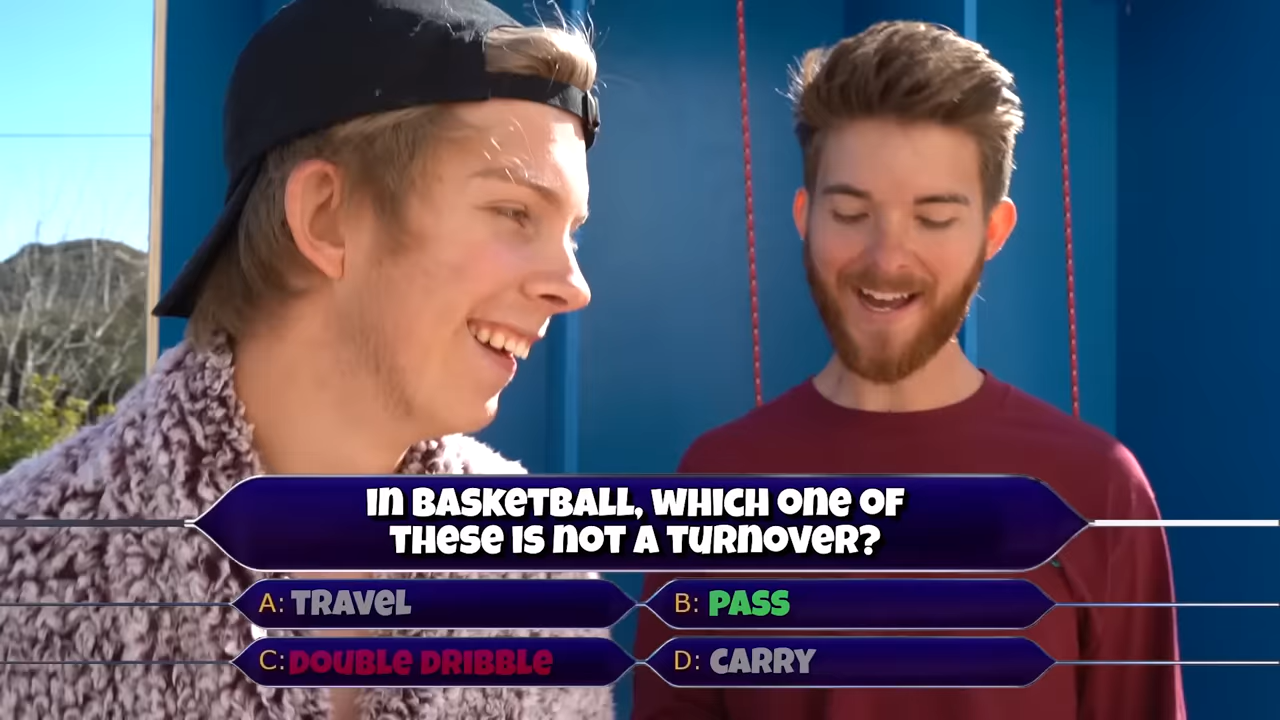 In BASKETBALL, WHICH One OF
THESE IS nOT A TURNOVER?
A: TRAVEL
B: PASS
C: DOUBLE DRIBBLE
D: CARRY